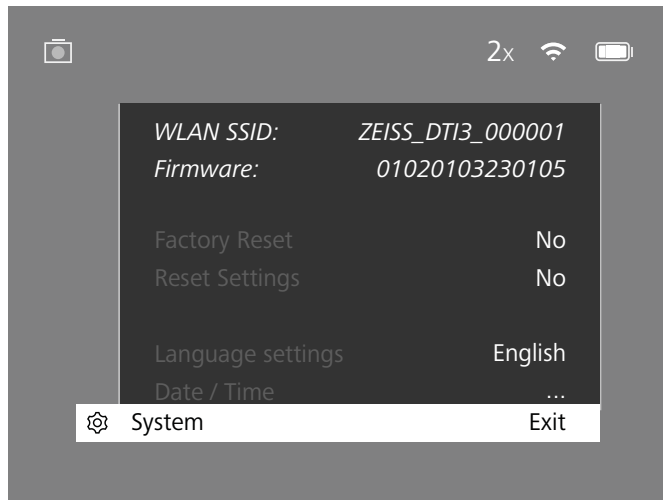 2x
WLAN SSID: ZEISS_DTI3_000001
Firmware: 01020103230105
Factory Reset No
Reset Settings No
Language settings English
Date / Time ...
System Exit